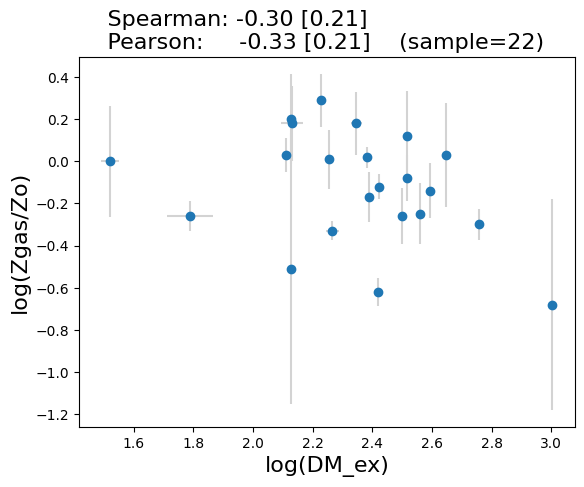 Spearman: -0.30 [0.21]
Pearson: -0.33 [0.21] (sample=22)
log(Zgas/Zo)
0.4
0.2
0.0
−0.2
−0.4
−0.6
−0.8
−1.0
−1.2
1.6 1.8 2.0 2.2 2.4 2.6 2.8 3.0
log(DM_ex)